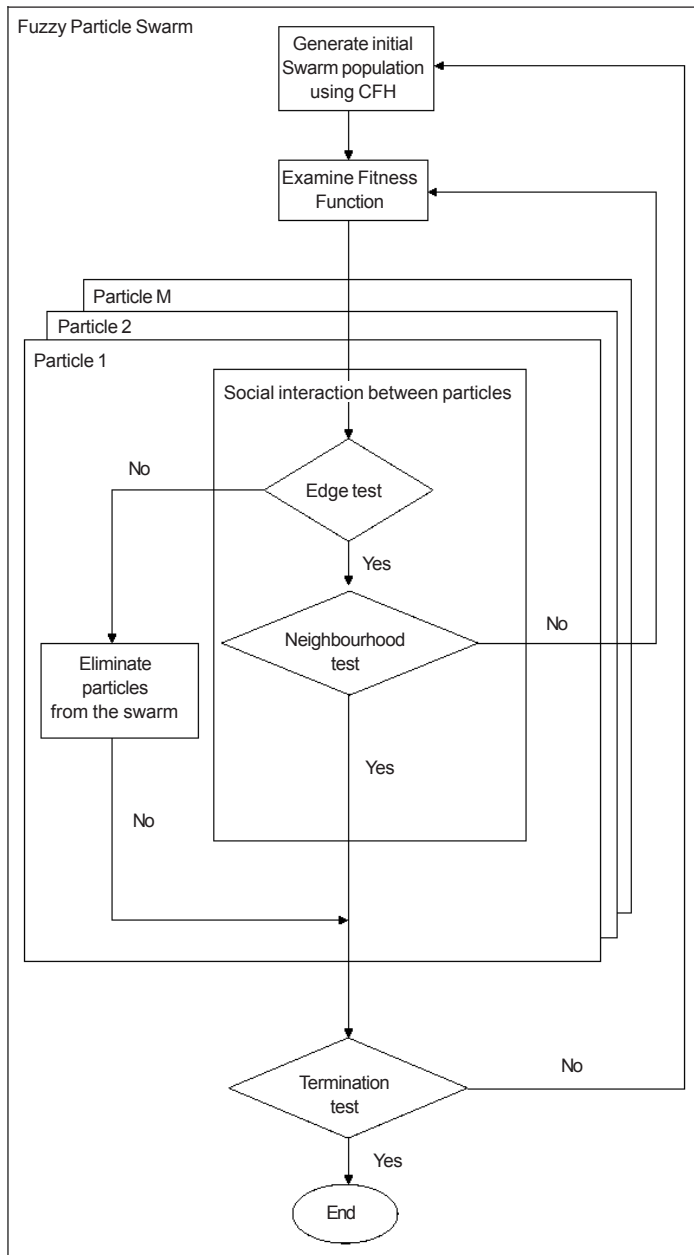 Fuzzy Particle Swarm
Generate initial
Swarm population
using CFH
Examine Fitness
Function
Particle M
Particle 2
Particle 1
Social interaction between particles
No
Edge test
Yes
Neighbourhood
test
No
Eliminate
particles
from the swarm
Yes
No
Termination
test
No
Yes
End